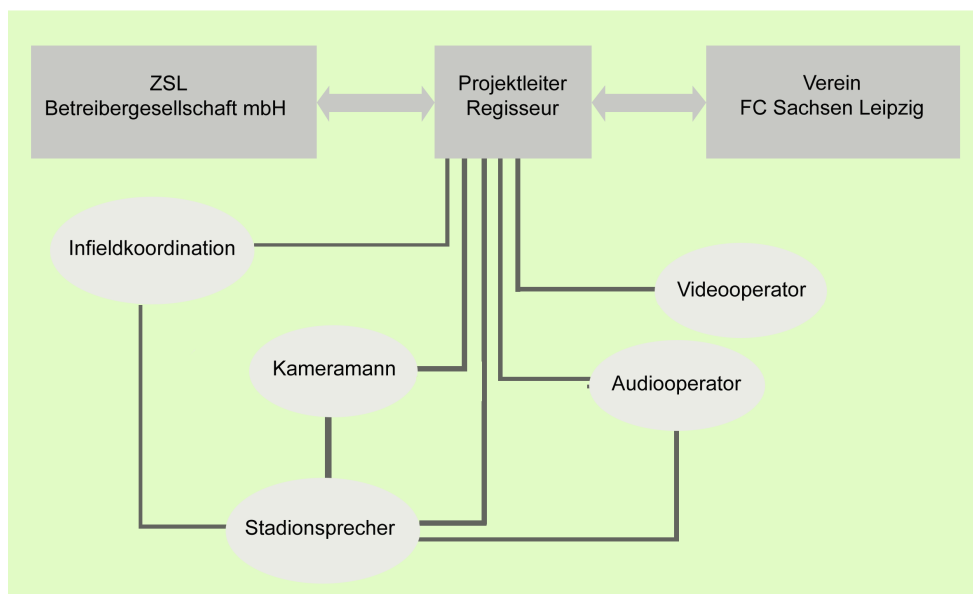 ZSL
Betreibergesellschaft mbH
Projektleiter
Regisseur
Verein
FC Sachsen Leipzig
Infieldkoordination
Videooperator
Kameramann
Audiooperator
Stadionsprecher